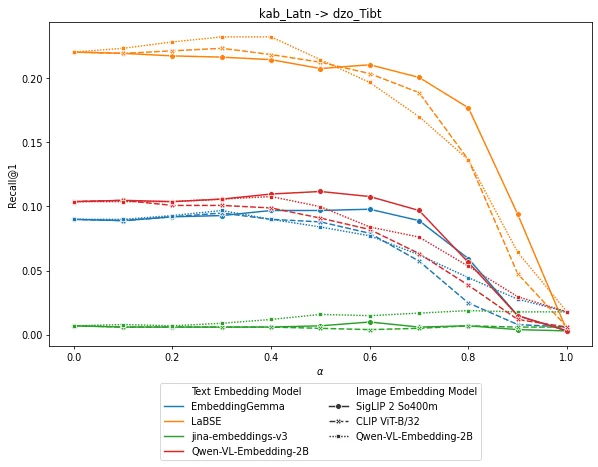 kab_Latn -> dzo_Tibt
Recall@1
0.20
0.15
0.10
0.05
0.00
0.0 0.2 0.4 0.6 0.8 1.0
α
Text Embedding Model
EmbeddingGemma
LaBSE
jina-embeddings-v3
Qwen-VL-Embedding-2B
Image Embedding Model
SigLIP 2 So400m
CLIP ViT-B/32
Qwen-VL-Embedding-2B